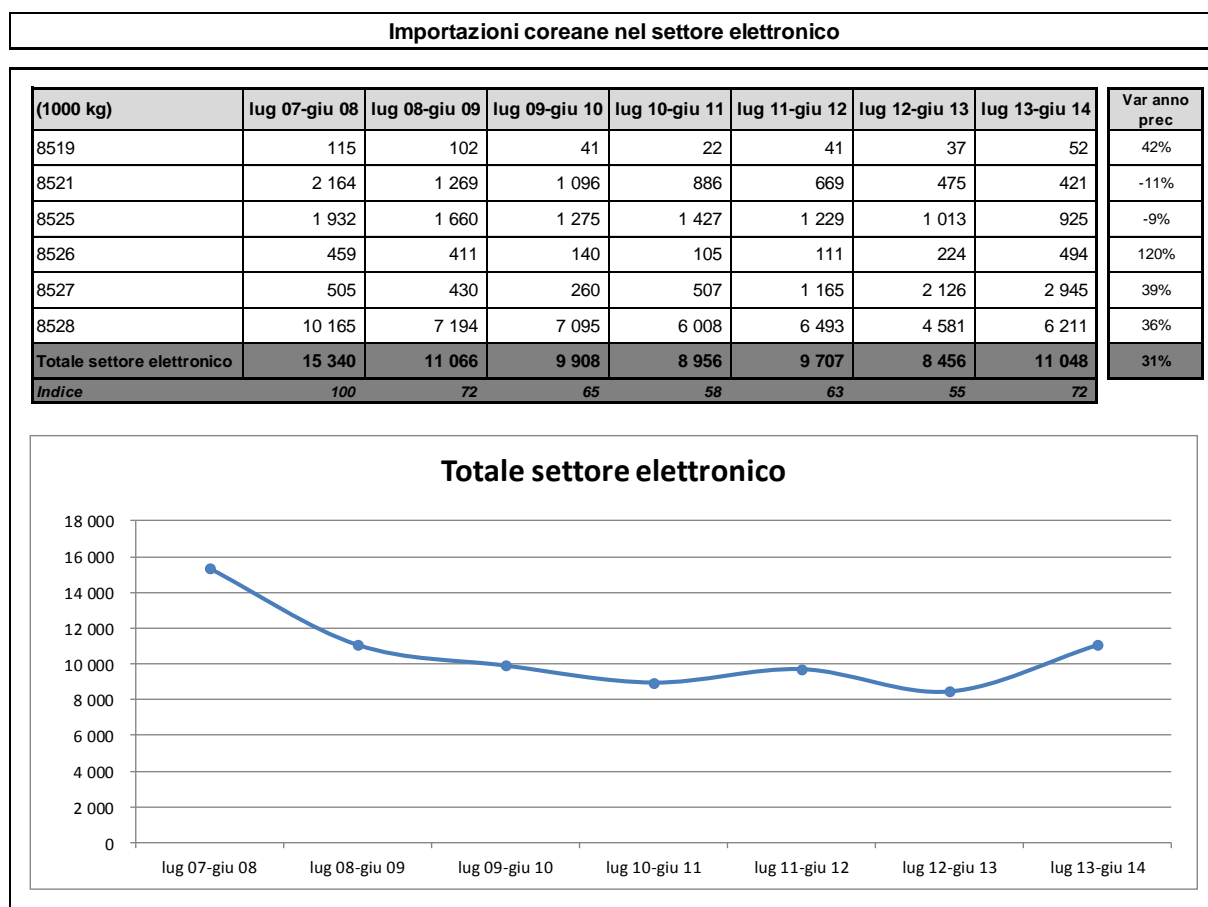 Importazioni coreane nel settore elettronico
(1000 kg) lug 07-giu 08 lug 08-giu 09 lug 09-giu 10 lug 10-giu 11 lug 11-giu 12 lug 12-giu 13 lug 13-giu 14 Var anno prec
8519 115 102 41 22 41 37 52 42%
8521 2 164 1 269 1 096 886 669 475 421 -11%
8525 1 932 1 660 1 275 1 427 1 229 1 013 925 -9%
8526 459 411 140 105 111 224 494 120%
8527 505 430 260 507 1 165 2 126 2 945 39%
8528 10 165 7 194 7 095 6 008 6 493 4 581 6 211 36%
Totale settore elettronico 15 340 11 066 9 908 8 956 9 707 8 456 11 048 31%
Indice 100 72 65 58 63 55 72
Totale settore elettronico
18 000
16 000
14 000
12 000
10 000
8 000
6 000
4 000
2 000
0
lug 07-giu 08 lug 08-giu 09 lug 09-giu 10 lug 10-giu 11 lug 11-giu 12 lug 12-giu 13 lug 13-giu 14